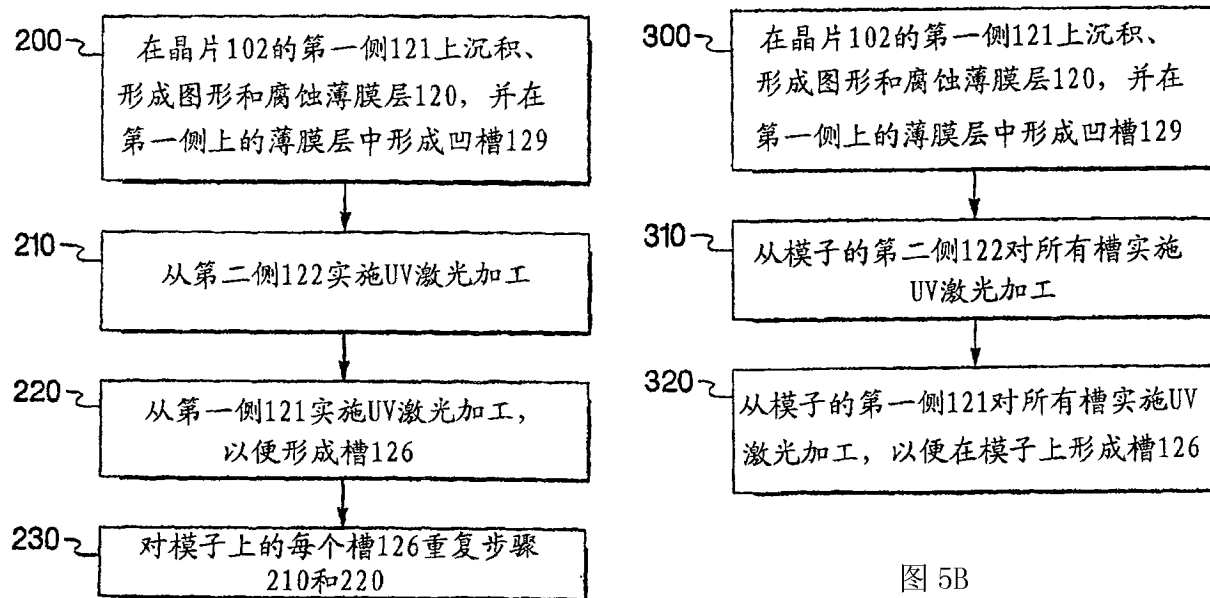 200
在晶片102的第一侧121上沉积、
形成图形和腐蚀薄膜层120, 并在
第一侧上的薄膜层中形成凹槽129
210
从第二侧122实施UV激光加工
220
从第一侧121实施UV激光加工,
以便形成槽126
230
对模子上的每个槽126重复步骤
210和220
300
在晶片102的第一侧121上沉积、
形成图形和腐蚀薄膜层120, 并在
第一侧上的薄膜层中形成凹槽129
310
从模子的第二侧122对所有槽实施
UV激光加工
320
从模子的第一侧121对所有槽实施UV
激光加工, 以便在模子上形成槽126
图 5B